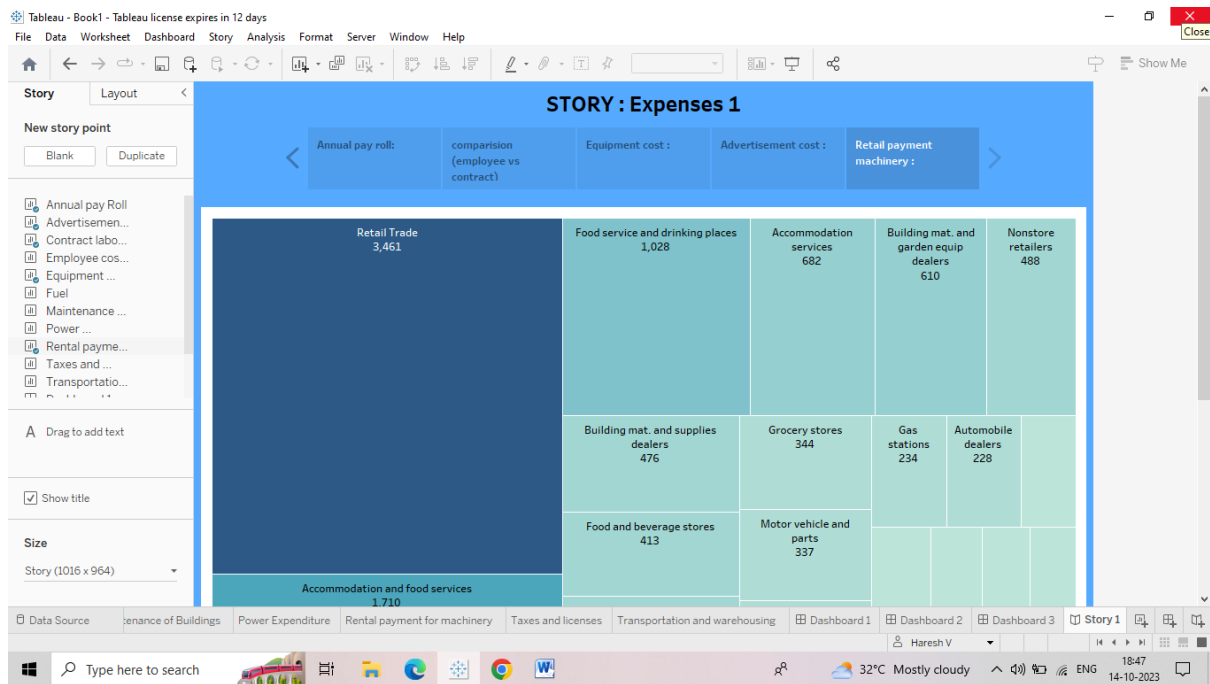 Tableau - Book1 - Tableau license expires in 12 days
Close
File Data Worksheet Dashboard Story Analysis Format Server Window Help
Show Me
Story Layout
New story point
Blank Duplicate
Annual pay Roll
Advertisemen...
Contract labo...
Employee cos...
Equipment ...
Fuel
Maintenance ...
Power ...
Rental payme...
Taxes and ...
Transportatio...
A Drag to add text
Show title
Size
Story (1016 x 964)
STORY : Expenses 1
Annual pay roll:
comparision
(employee vs
contract)
Equipment cost :
Advertisement cost :
Retail payment
machinery :
Retail Trade
3,461
Food service and drinking places
1,028
Accommodation
services
682
Building mat. and
garden equip
dealers
610
Nonstore
retailers
488
Building mat. and supplies
dealers
476
Grocery stores
344
Gas
stations
234
Automobile
dealers
228
Food and beverage stores
413
Motor vehicle and
parts
337
Accommodation and food services
1,710
Data Source tenance of Buildings Power Expenditure Rental payment for machinery Taxes and licenses Transportation and warehousing Dashboard 1 Dashboard 2 Dashboard 3 Story 1
Haresh V
Type here to search
32°C Mostly cloudy
ENG
18:47
14-10-2023